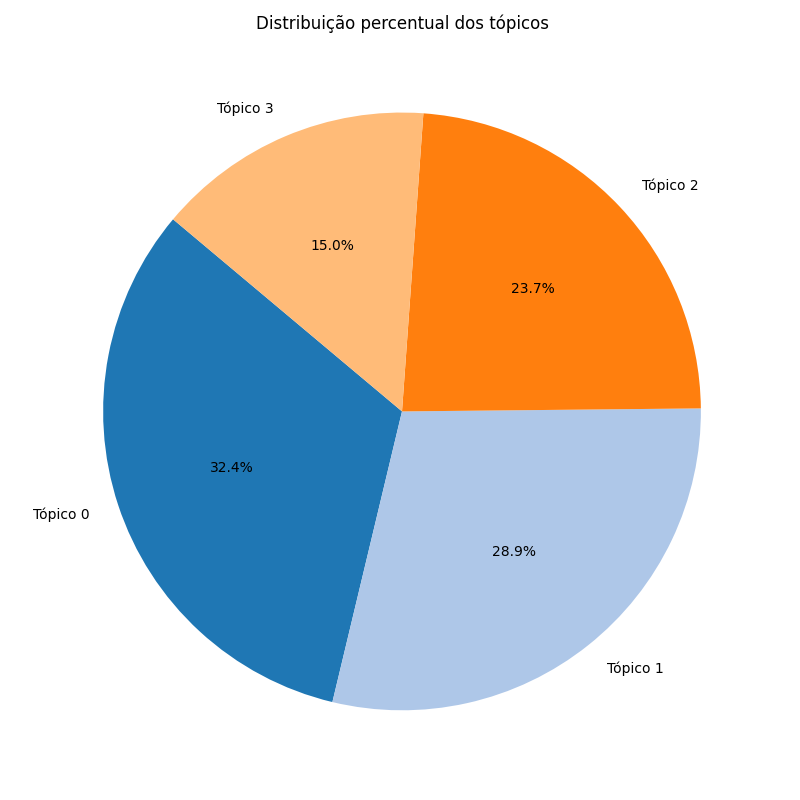 Distribuição percentual dos tópicos
Tópico 3
Tópico 2
15.0%
23.7%
32.4%
Tópico 0
28.9%
Tópico 1